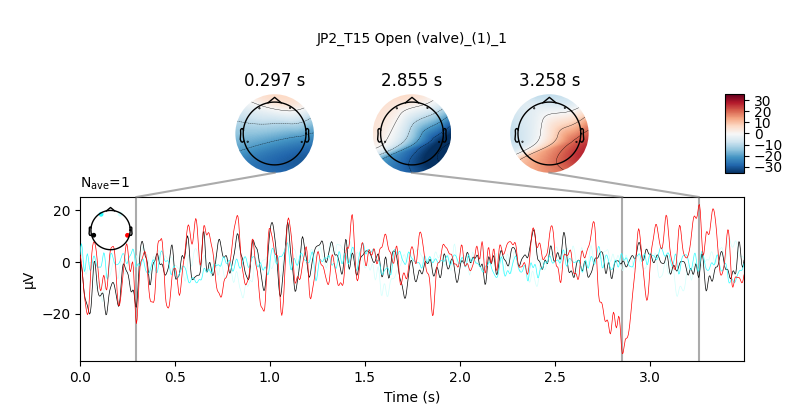 JP2_T15 Open (valve)_(1)_1
0.297 s 2.855 s 3.258 s
30
20
10
0
−10
−20
−30
Nave=1
20
0
−20
µV
0.0 0.5 1.0 1.5 2.0 2.5 3.0
Time (s)